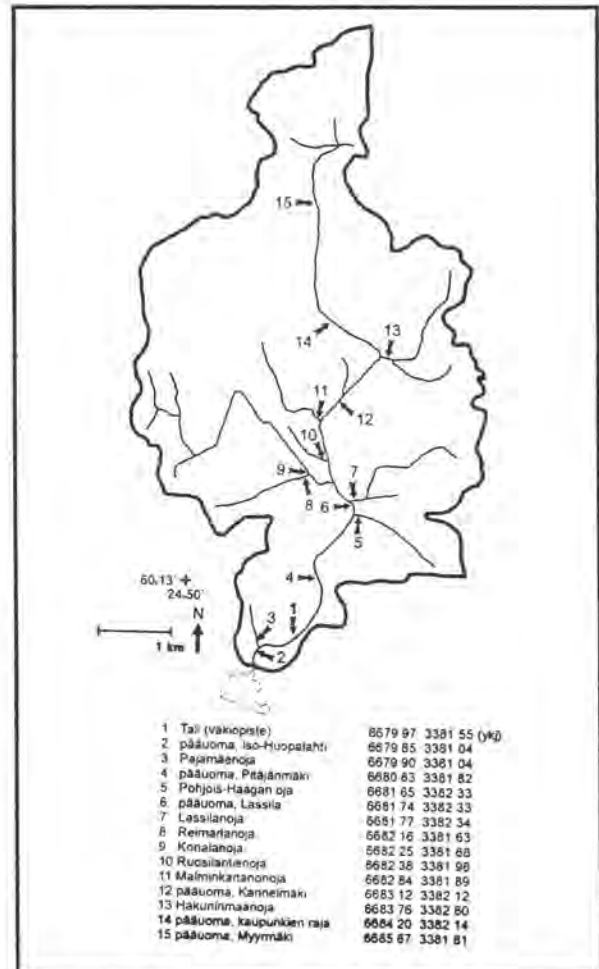 15
14
13
11
12
10
9
8
7
6
5
4
60.13´
24.50´
N
1 km
3
1
2
1 Tali (vakiopiste) 6679 97 3381 55 (ykj)
2 pääuoma, Iso-Huopalahti 6679 85 3381 04
3 Pajamäenoja 6679 90 3381 04
4 pääuoma, Pitäjänmäki 6680 63 3381 82
5 Pohjois-Haagan oja 6681 65 3382 33
6 pääuoma, Lassila 6681 74 3382 33
7 Lassilanoja 6681 77 3382 34
8 Reimarlanoja 6682 16 3381 63
9 Konalanoja 6682 25 3381 68
10 Ruosilantienoja 6682 38 3381 96
11 Malminkartanonoja 6682 84 3381 89
12 pääuoma, Kannelmäki 6683 12 3382 12
13 Hakuninmaanoja 6683 76 3382 60
14 pääuoma, kaupunkien raja 6684 20 3382 14
15 pääuoma, Myyrmäki 6685 67 3381 81